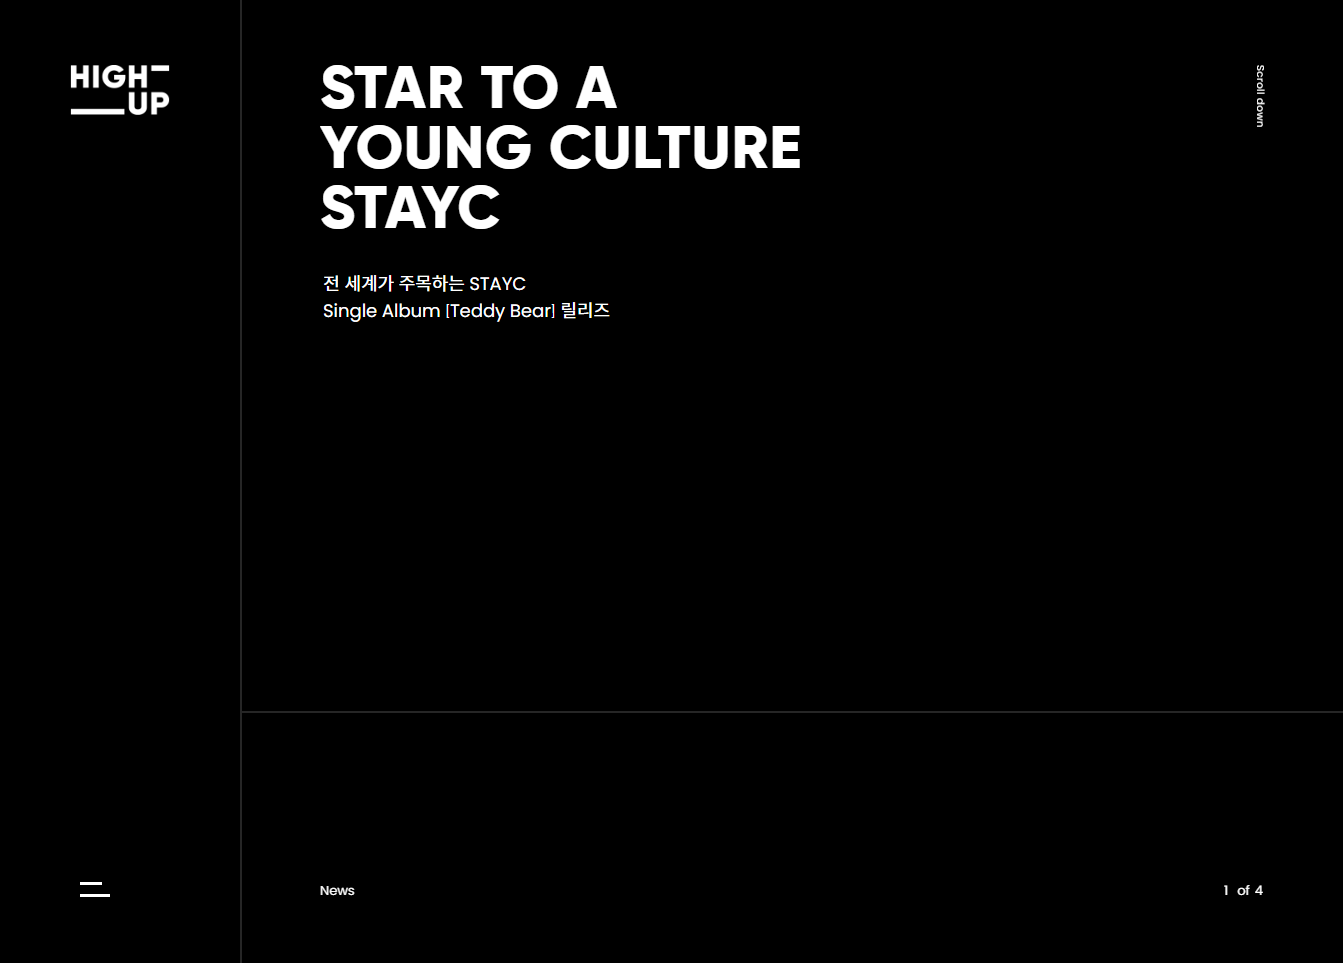 HIGH
UP
STAR TO A
YOUNG CULTURE
STAYC
전 세계가 주목하는 STAYC
Single Album [Teddy Bear] 릴리즈
Scroll down
News
1 of 4